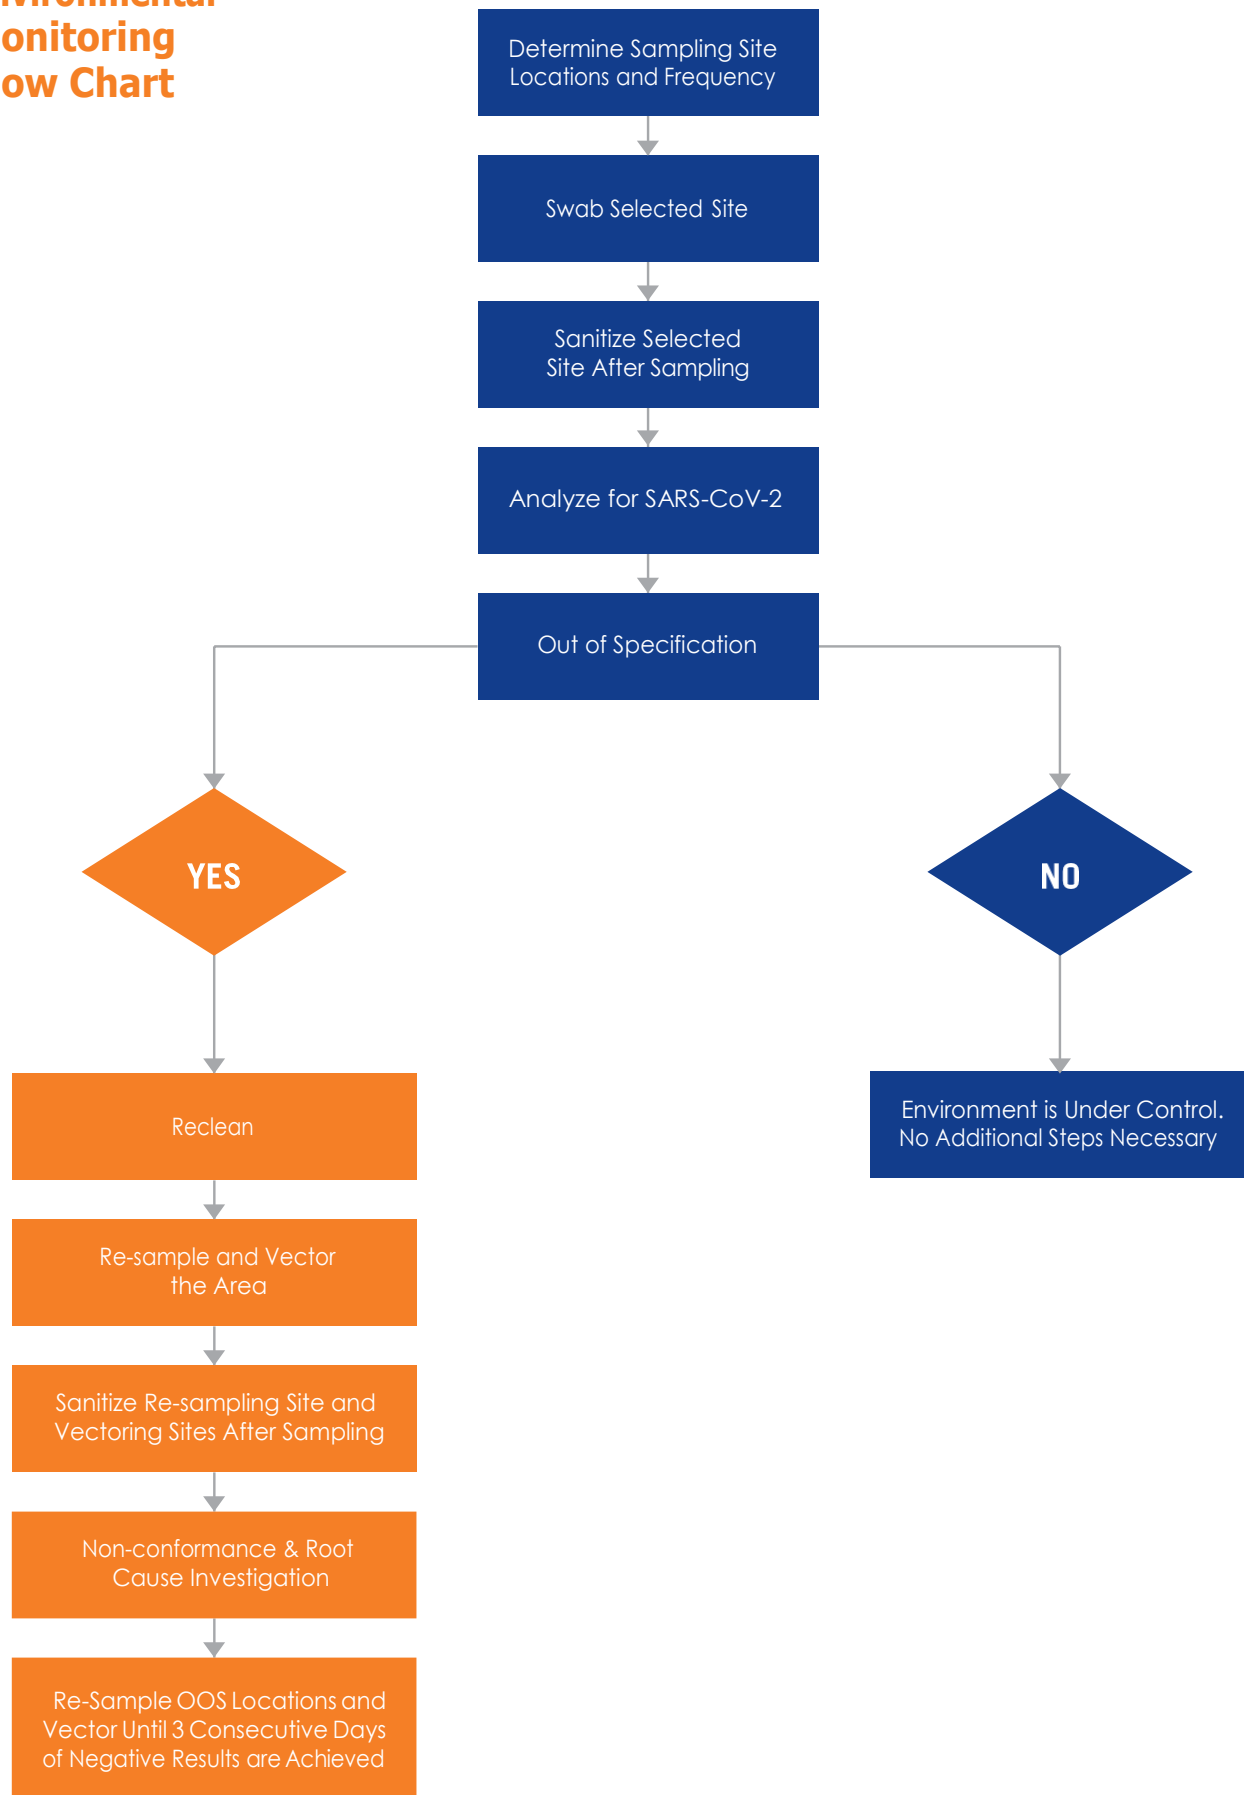 nvironmental
onitoring
ow Chart
Determine Sampling Site
Locations and Frequency
Swab Selected Site
Sanitize Selected
Site After Sampling
Analyze for SARS-CoV-2
Out of Specification
YES
NO
Reclean
Environment is Under Control.
No Additional Steps Necessary
Re-sample and Vector
the Area
Sanitize Re-sampling Site and
Vectoring Sites After Sampling
Non-conformance & Root
Cause Investigation
Re-Sample OOS Locations and
Vector Until 3 Consecutive Days
of Negative Results are Achieved